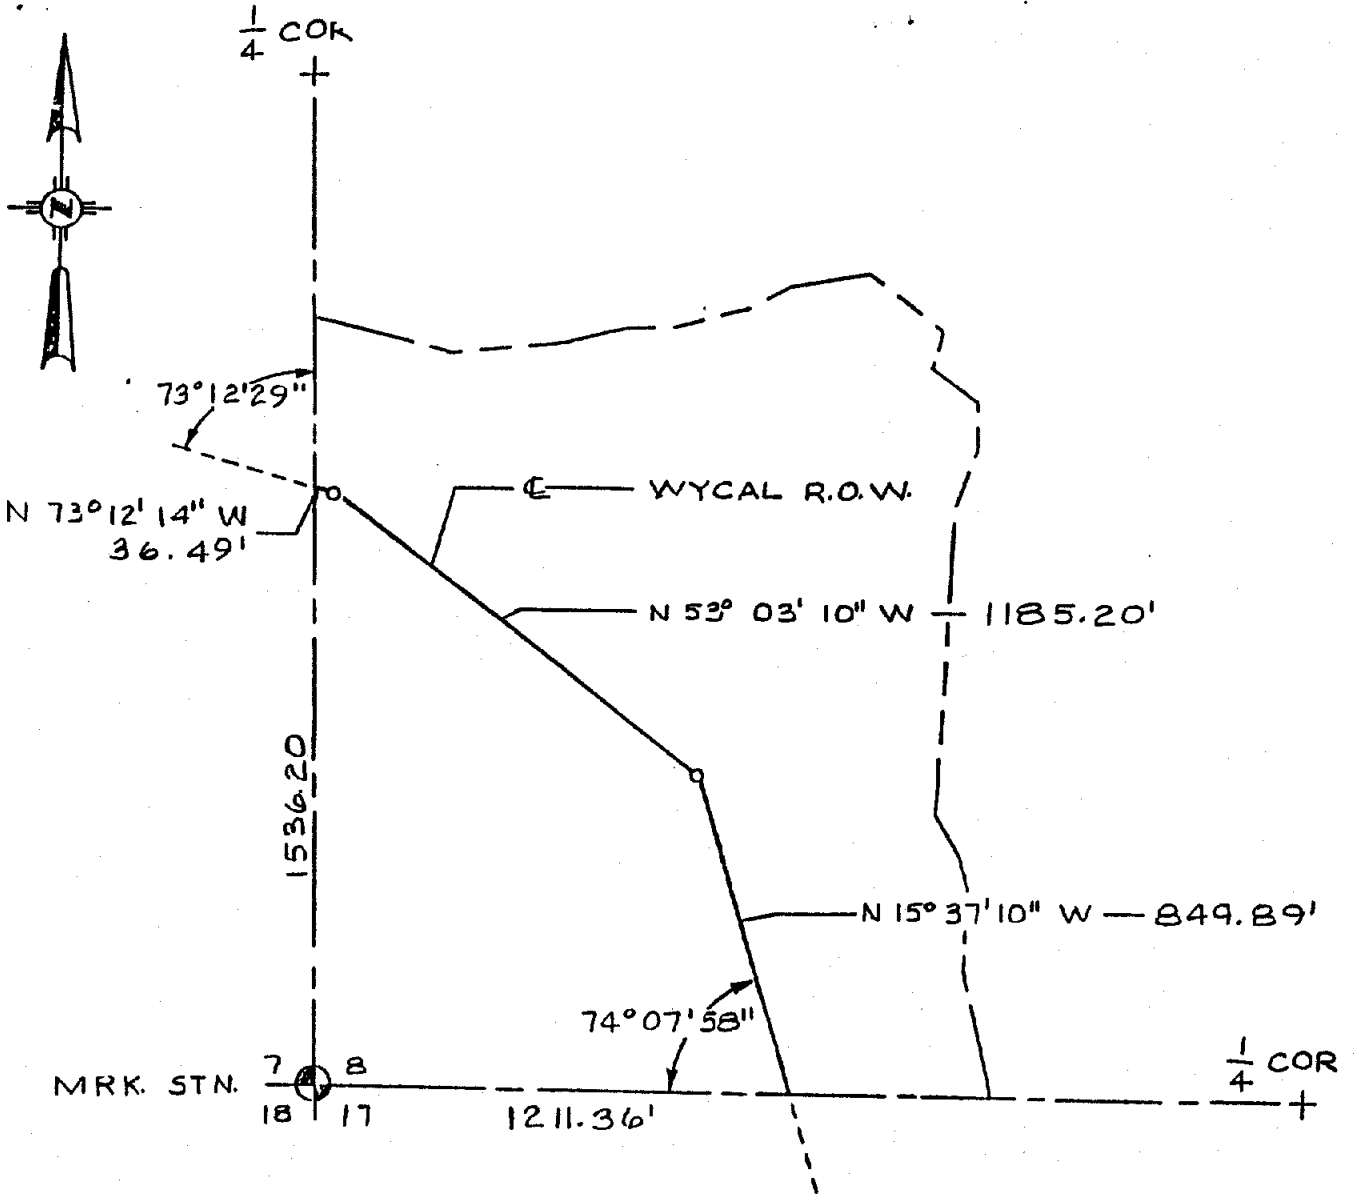 1/4 COR
N
73°12'29"
℄ WYCAL R.O.W.
N 73°12'14" W
36.49'
N 53° 03' 10" W — 1185.20'
1536.20
N 15° 37' 10" W — 849.89'
74°07'58"
1/4 COR
7 8
MRK. STN.
18 17
1211.36'